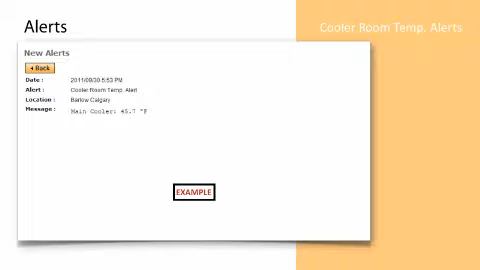 Alerts
Cooler Room Temp. Alerts
New Alerts
Back
Date : 2011/09/30 5:53 PM
Alert : Cooler Room Temp. Alert
Location : Barlow Calgary
Message : Main Cooler: 45.7 °F
EXAMPLE